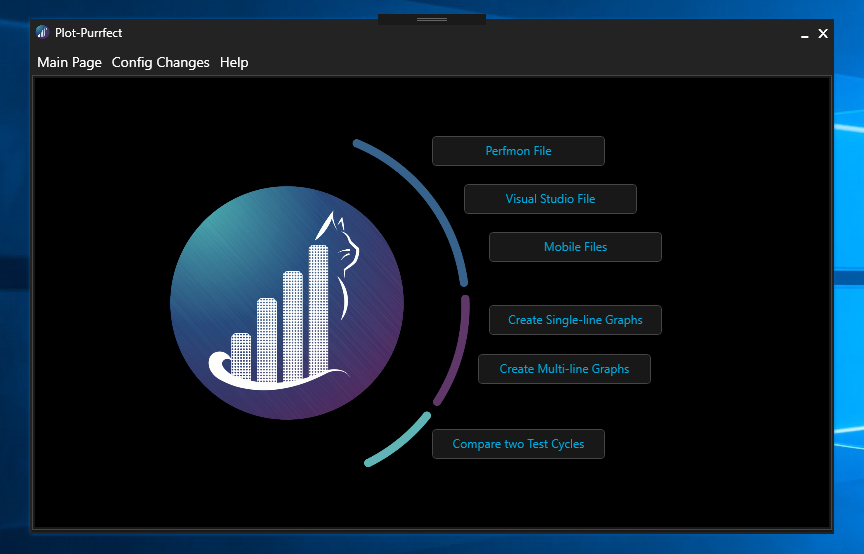 Plot-Purrfect
Main Page Config Changes Help
Perfmon File
Visual Studio File
Mobile Files
Create Single-line Graphs
Create Multi-line Graphs
Compare two Test Cycles